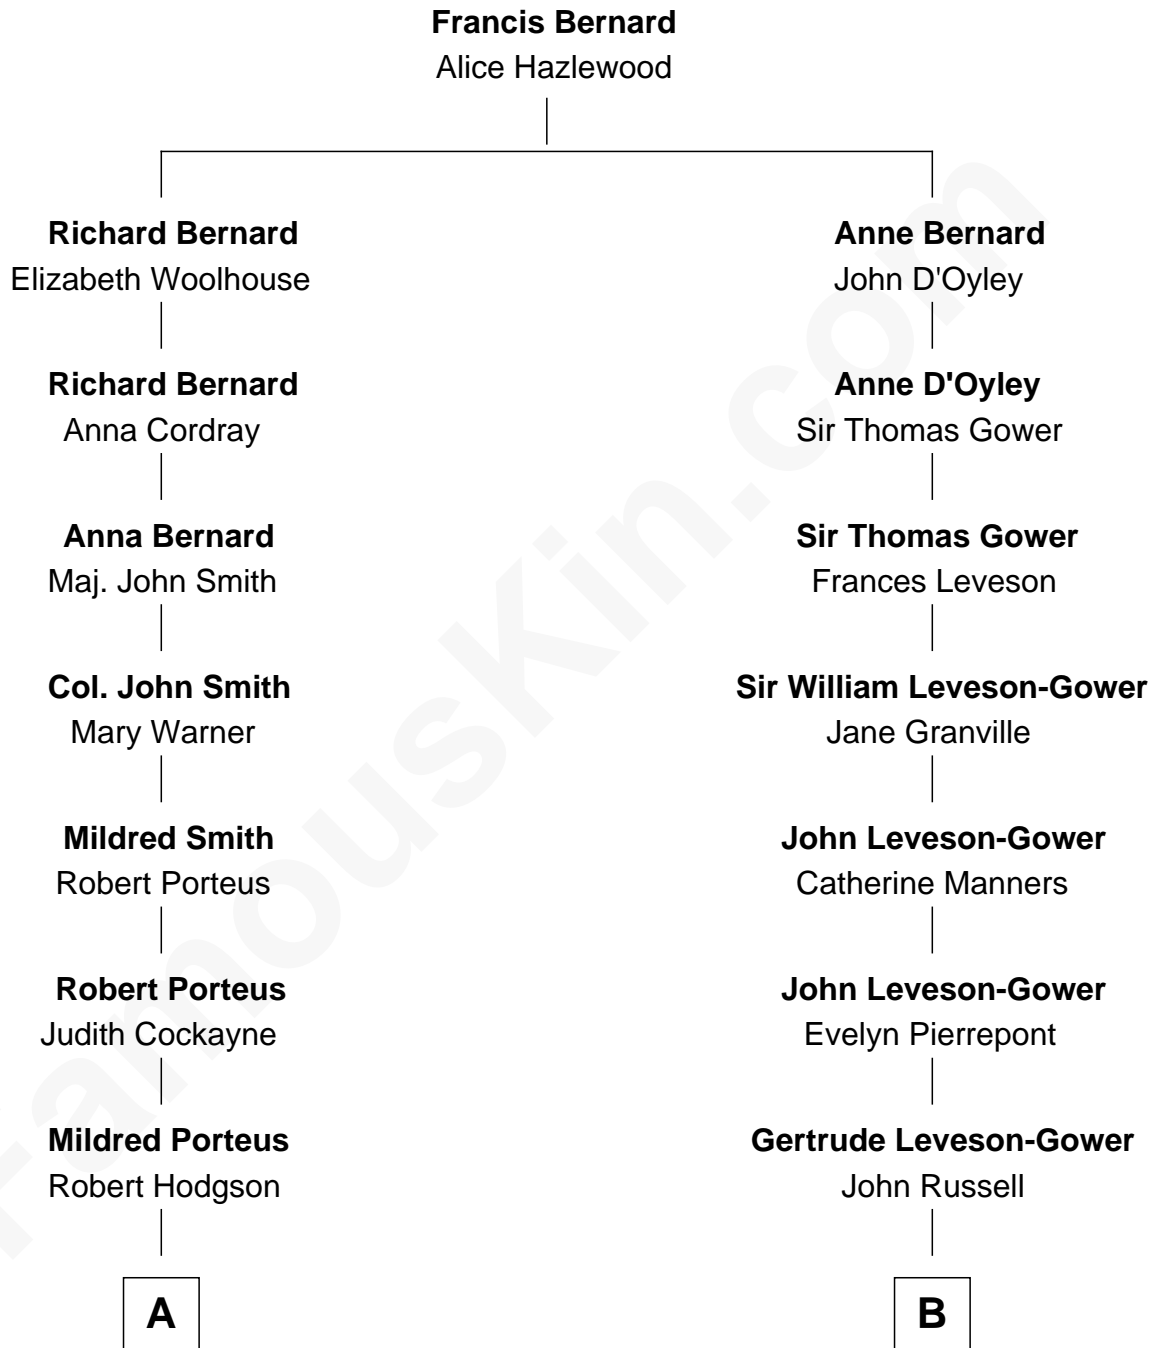 Francis Bernard
Alice Hazlewood
Richard Bernard
Elizabeth Woolhouse
Anne Bernard
John D'Oyley
Richard Bernard
Anna Cordray
Anne D'Oyley
Sir Thomas Gower
Anna Bernard
Maj. John Smith
Sir Thomas Gower
Frances Leveson
Col. John Smith
Mary Warner
Sir William Leveson-Gower
Jane Granville
Mildred Smith
Robert Porteus
John Leveson-Gower
Catherine Manners
Robert Porteus
Judith Cockayne
John Leveson-Gower
Evelyn Pierrepont
Mildred Porteus
Robert Hodgson
Gertrude Leveson-Gower
John Russell
A
B
FamousKin.com